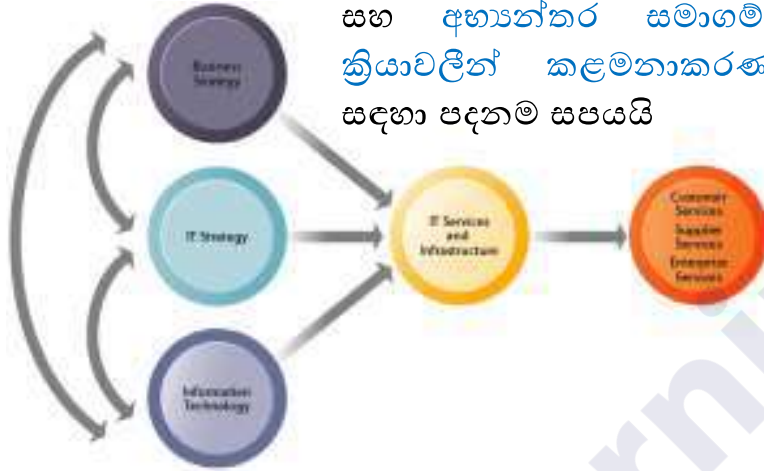 සහ අභ්‍යන්තර සමාගම්
ක්‍රියාවලීන් කළමනාකරණ
සඳහා පදනම සපයයි
Business
Strategy
IT Strategy
Information
Technology
IT Services
and
Infrastructure
Customer
Services
Supplier
Services
Enterprise
Services